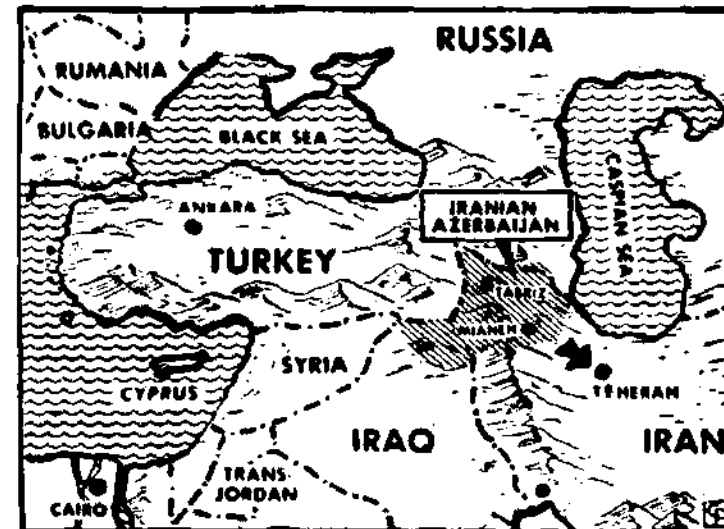 RUSSIA
RUMANIA
BULGARIA
BLACK SEA
CASPIAN SEA
IRANIAN
AZERBAIJAN
ANKARA
TURKEY
TABRIZ
MIANEH
SYRIA
CYPRUS
TEHERAN
IRAQ
IRAN
TRANS-
JORDAN
CAIRO